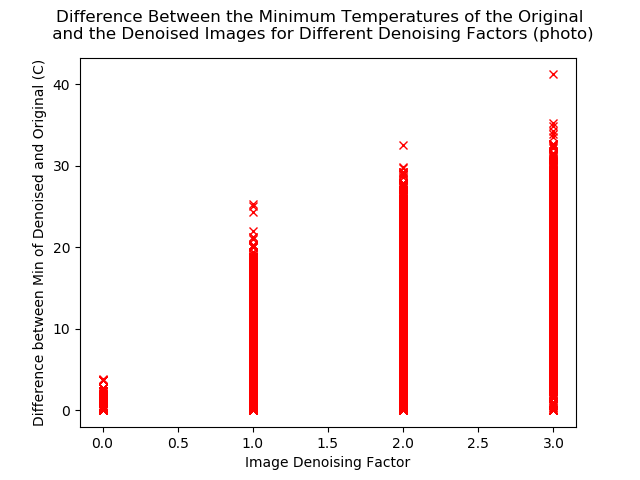 Difference Between the Minimum Temperatures of the Original
and the Denoised Images for Different Denoising Factors (photo)
Difference between Min of Denoised and Original (C)
40
30
20
10
0
0.0 0.5 1.0 1.5 2.0 2.5 3.0
Image Denoising Factor